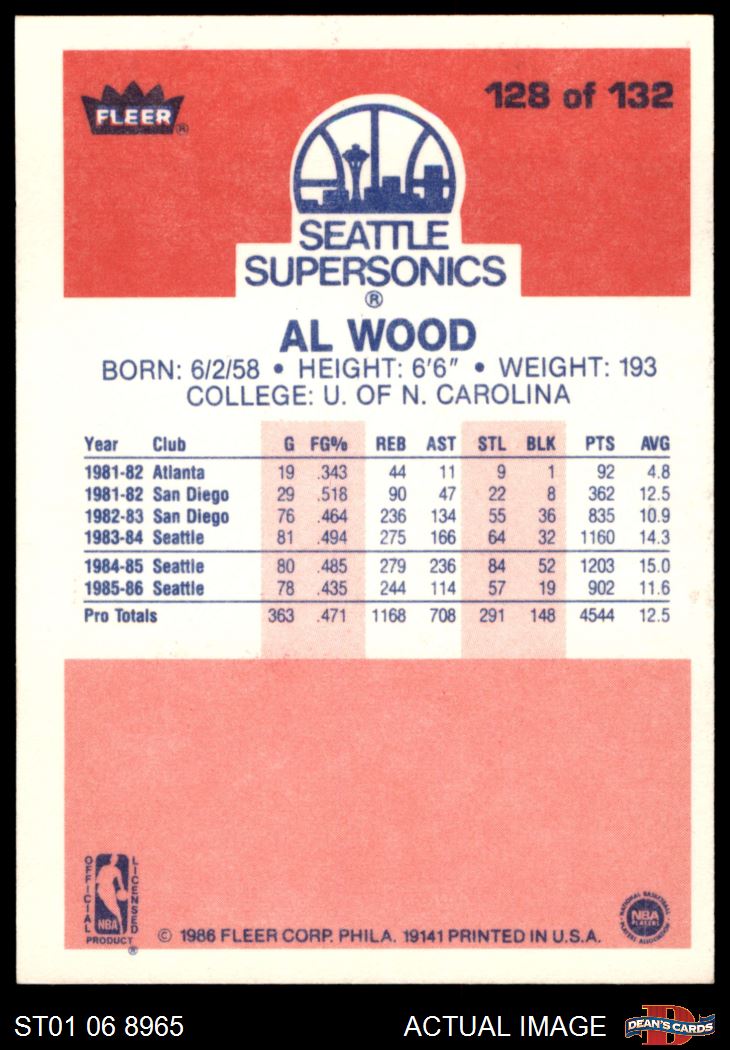 FLEER®
128 of 132
SEATTLE
SUPERSONICS
®
AL WOOD
BORN: 6/2/58 • HEIGHT: 6'6" • WEIGHT: 193
COLLEGE: U. OF N. CAROLINA
Year Club G FG% REB AST STL BLK PTS AVG
1981-82 Atlanta 19 .343 44 11 9 1 92 4.8
1981-82 San Diego 29 .518 90 47 22 8 362 12.5
1982-83 San Diego 76 .464 236 134 55 36 835 10.9
1983-84 Seattle 81 .494 275 166 64 32 1160 14.3
1984-85 Seattle 80 .485 279 236 84 52 1203 15.0
1985-86 Seattle 78 .435 244 114 57 19 902 11.6
Pro Totals 363 .471 1168 708 291 148 4544 12.5
OFFICIAL
LICENSED
NBA
PRODUCT
®
© 1986 FLEER CORP. PHILA. 19141 PRINTED IN U.S.A.
NATIONAL BASKETBALL
NBA
PLAYERS
PLAYERS ASSOCIATION
ST01 06 8965
ACTUAL IMAGE
D
DEAN'S CARDS